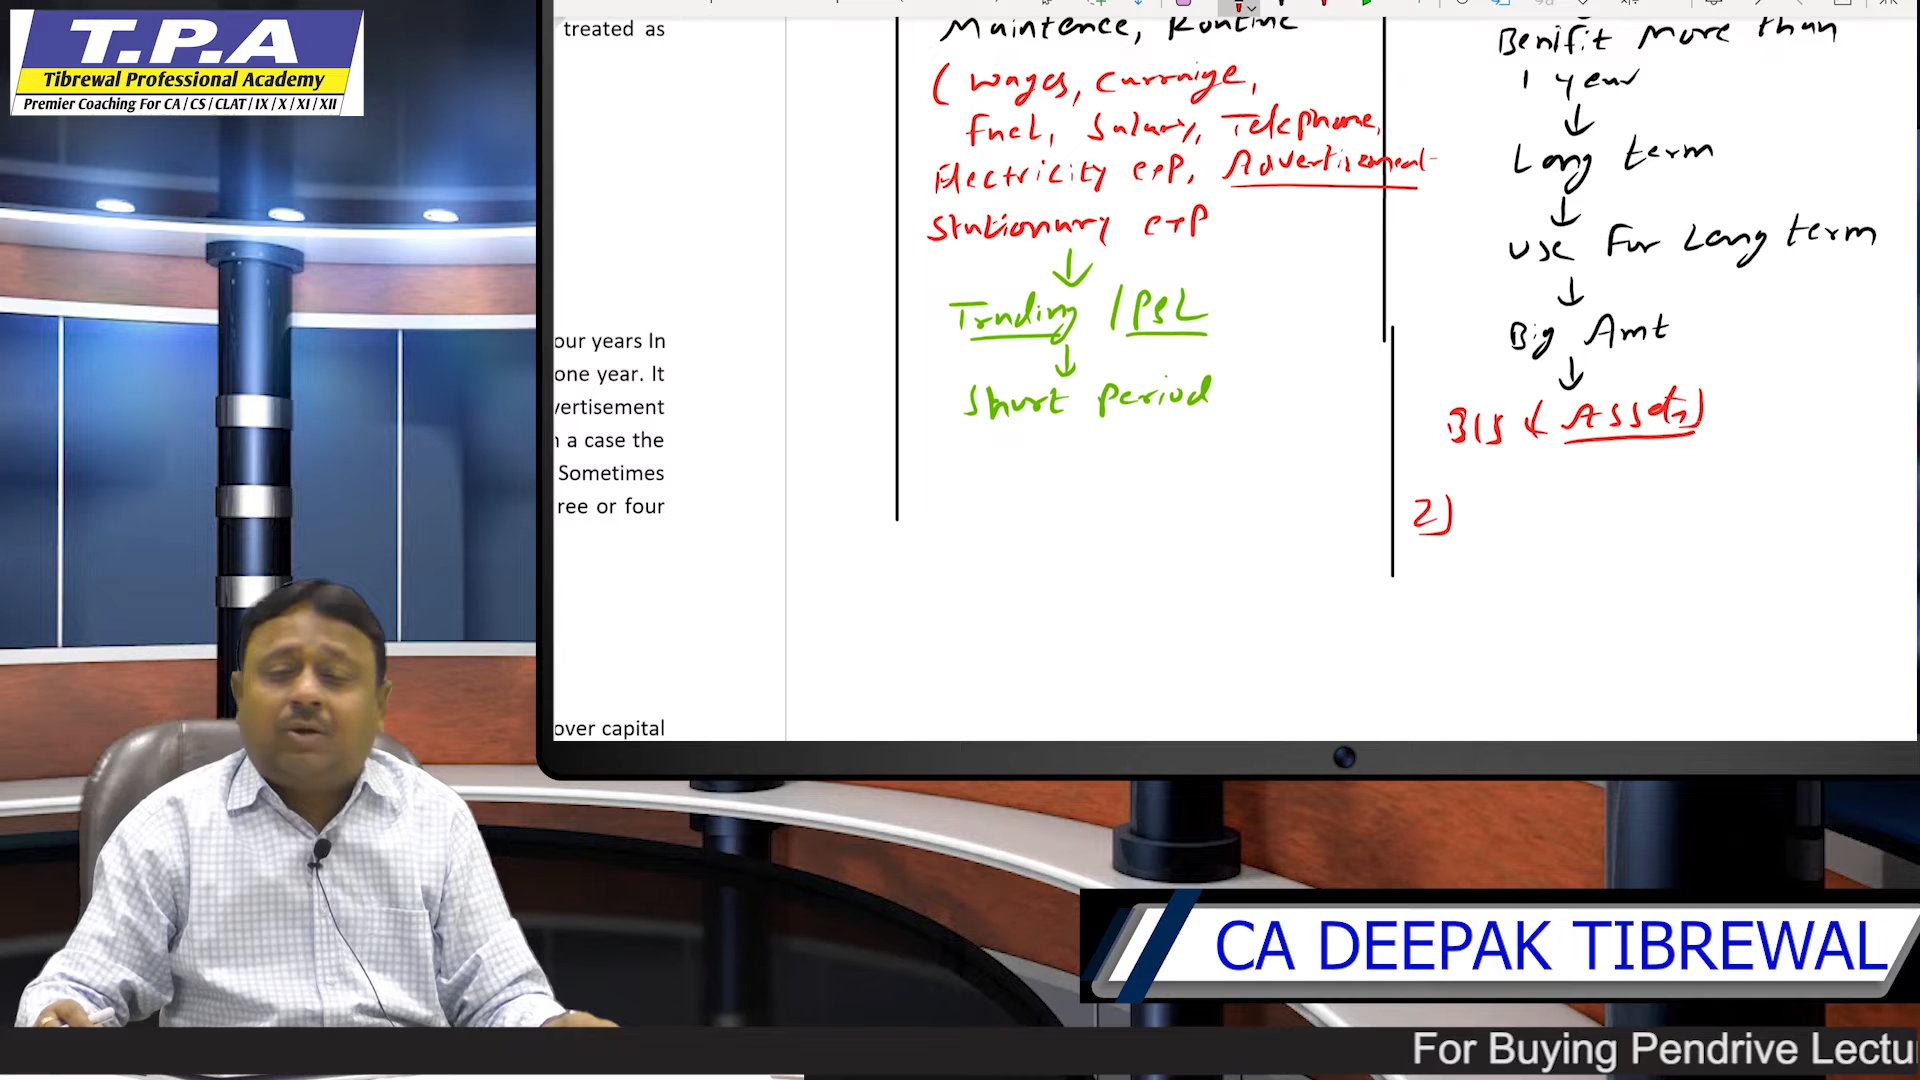 T.P.A
Tibrewal Professional Academy
Premier Coaching For CA / CS / CLAT / IX / X / XI / XII
treated as
our years In
one year. It
vertisement
n a case the
Sometimes
ree or four
over capital
Maintence, Routine
( Wages, Carraige,
Fuel, Salary, Telephone,
Electricity exp, Advertisement
Stationary exp
↓
Trading / P&L
↓
Short period
Benifit More than
1 year
↓
Long term
↓
Use For Long term
↓
Big Amt
↓
B/S ( Assets)
2)
CA DEEPAK TIBREWAL
For Buying Pendrive Lectu